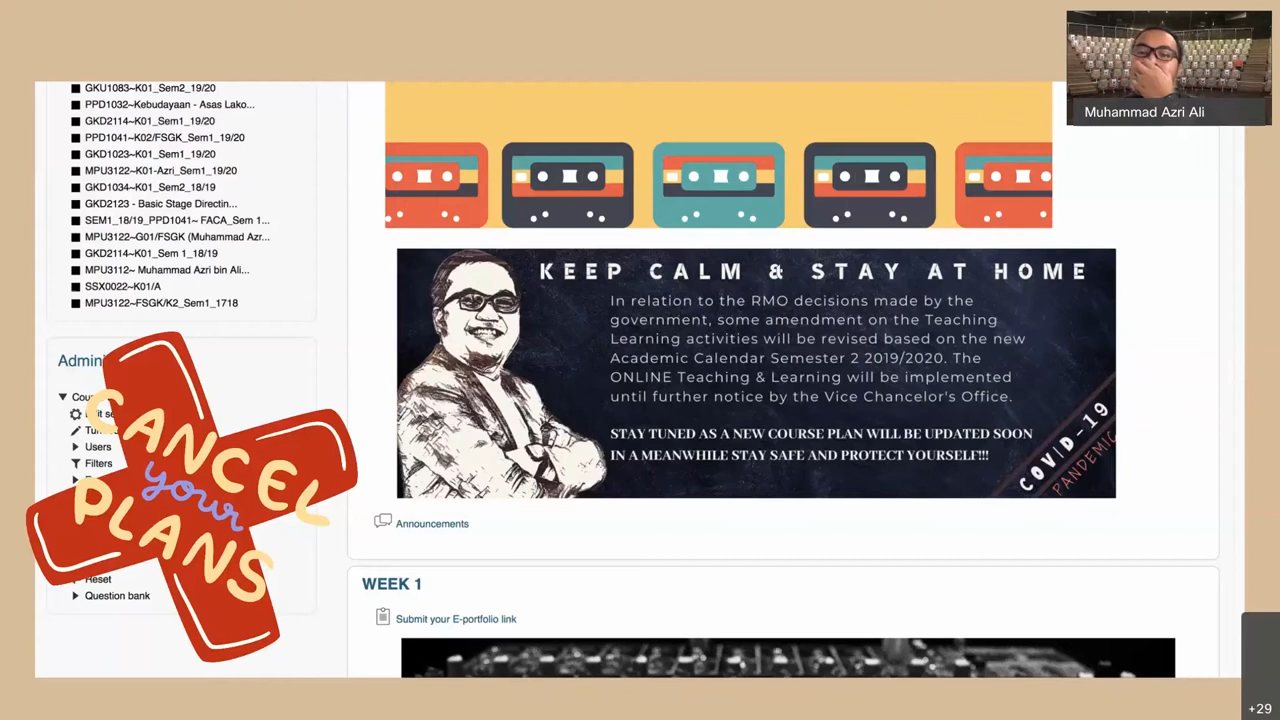 Muhammad Azri Ali
GKU1083~K01_Sem2_19/20
PPD1032~Kebudayaan - Asas Lako...
GKD2114~K01_Sem1_19/20
PPD1041~K02/FSGK_Sem1_19/20
GKD1023~K01_Sem1_19/20
MPU3122~K01-Azri_Sem1_19/20
GKD1034~K01_Sem2_18/19
GKD2123 - Basic Stage Directin...
SEM1_18/19_PPD1041~ FACA_Sem 1...
MPU3122~G01/FSGK (Muhammad Azr...
GKD2114~K01_Sem 1_18/19
MPU3112~ Muhammad Azri bin Ali...
SSX0022~K01/A
MPU3122~FSGK/K2_Sem1_1718
KEEP CALM & STAY AT HOME
In relation to the RMO decisions made by the
government, some amendment on the Teaching
Learning activities will be revised based on the new
Academic Calendar Semester 2 2019/2020. The
ONLINE Teaching & Learning will be implemented
until further notice by the Vice Chancelor's Office.
STAY TUNED AS A NEW COURSE PLAN WILL BE UPDATED SOON
IN A MEANWHILE STAY SAFE AND PROTECT YOURSELF!!!
COVID-19
PANDEMIC
Announcements
WEEK 1
Submit your E-portfolio link
CANCEL
your
PLANS
Users
Filters
Reset
Question bank
+29